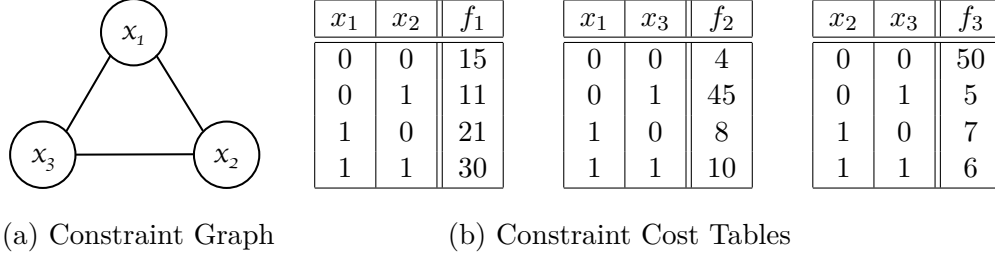 x₁
x₃ x₂
x₁ x₂ f₁
0 0 15
0 1 11
1 0 21
1 1 30
x₁ x₃ f₂
0 0 4
0 1 45
1 0 8
1 1 10
x₂ x₃ f₃
0 0 50
0 1 5
1 0 7
1 1 6
(a) Constraint Graph
(b) Constraint Cost Tables